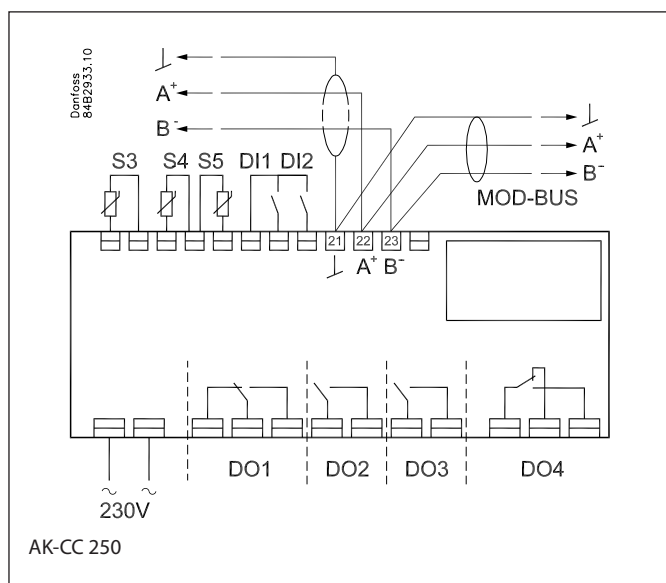 Danfoss
84B2933.10
A+
B-
A+
B-
MOD-BUS
S3 S4 S5 DI1 DI2
21 22 23
A+ B-
DO1 DO2 DO3 DO4
~ ~
230V
AK-CC 250